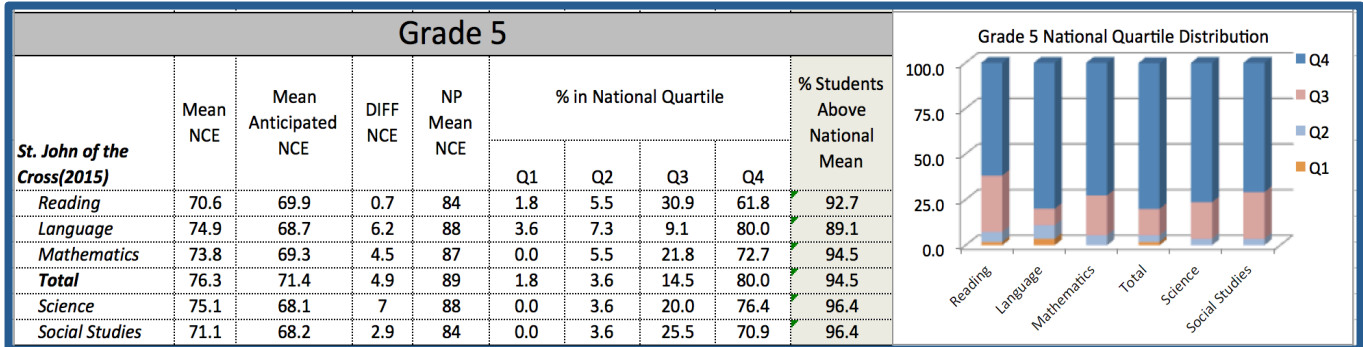 Grade 5
St. John of the Cross(2015) Mean NCE Mean Anticipated NCE DIFF NCE NP Mean NCE % in National Quartile % Students Above National Mean
Q1 Q2 Q3 Q4
Reading 70.6 69.9 0.7 84 1.8 5.5 30.9 61.8 92.7
Language 74.9 68.7 6.2 88 3.6 7.3 9.1 80.0 89.1
Mathematics 73.8 69.3 4.5 87 0.0 5.5 21.8 72.7 94.5
Total 76.3 71.4 4.9 89 1.8 3.6 14.5 80.0 94.5
Science 75.1 68.1 7 88 0.0 3.6 20.0 76.4 96.4
Social Studies 71.1 68.2 2.9 84 0.0 3.6 25.5 70.9 96.4
Grade 5 National Quartile Distribution
100.0
75.0
50.0
25.0
0.0
Reading Language Mathematics Total Science Social Studies
Q4
Q3
Q2
Q1